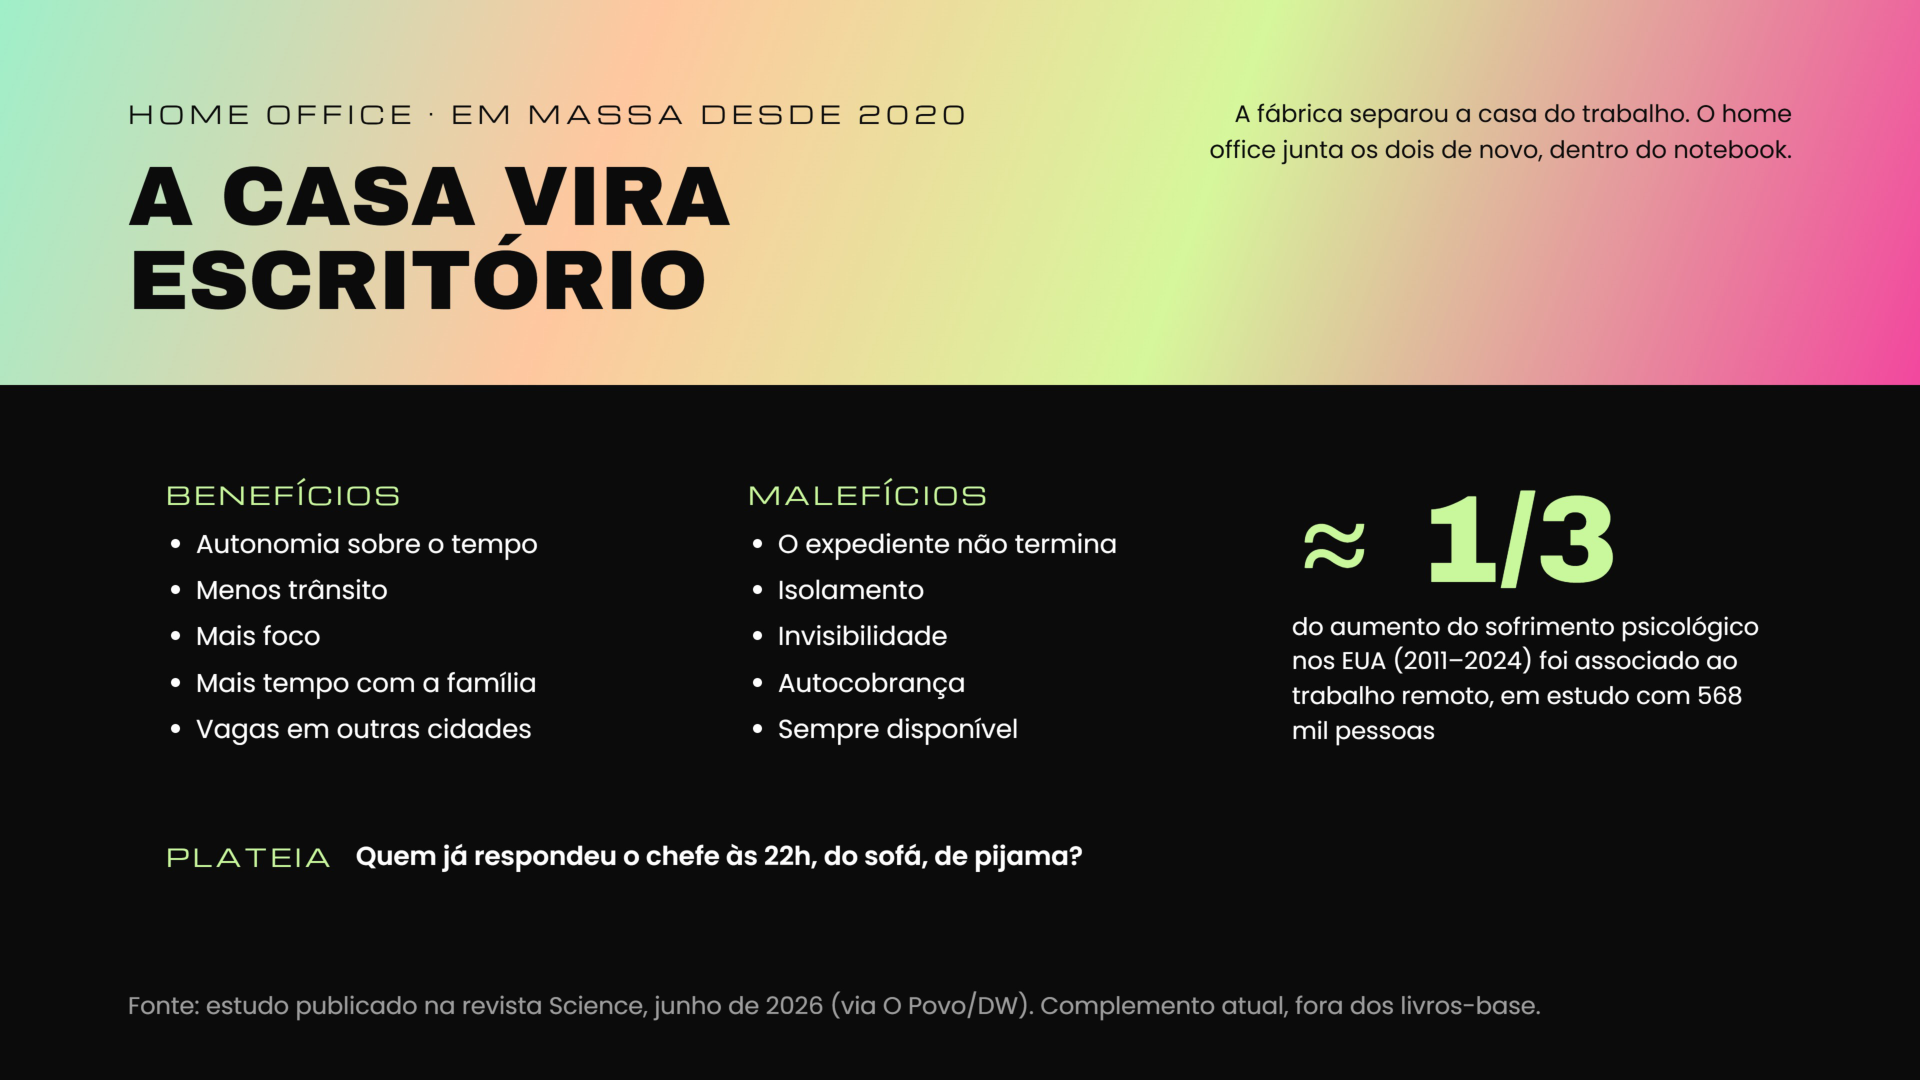 HOME OFFICE · EM MASSA DESDE 2020
A CASA VIRA
ESCRITÓRIO
A fábrica separou a casa do trabalho. O home
office junta os dois de novo, dentro do notebook.
BENEFÍCIOS
• Autonomia sobre o tempo
• Menos trânsito
• Mais foco
• Mais tempo com a família
• Vagas em outras cidades
MALEFÍCIOS
• O expediente não termina
• Isolamento
• Invisibilidade
• Autocobrança
• Sempre disponível
≈ 1/3
do aumento do sofrimento psicológico
nos EUA (2011–2024) foi associado ao
trabalho remoto, em estudo com 568
mil pessoas
PLATEIA Quem já respondeu o chefe às 22h, do sofá, de pijama?
Fonte: estudo publicado na revista Science, junho de 2026 (via O Povo/DW). Complemento atual, fora dos livros-base.